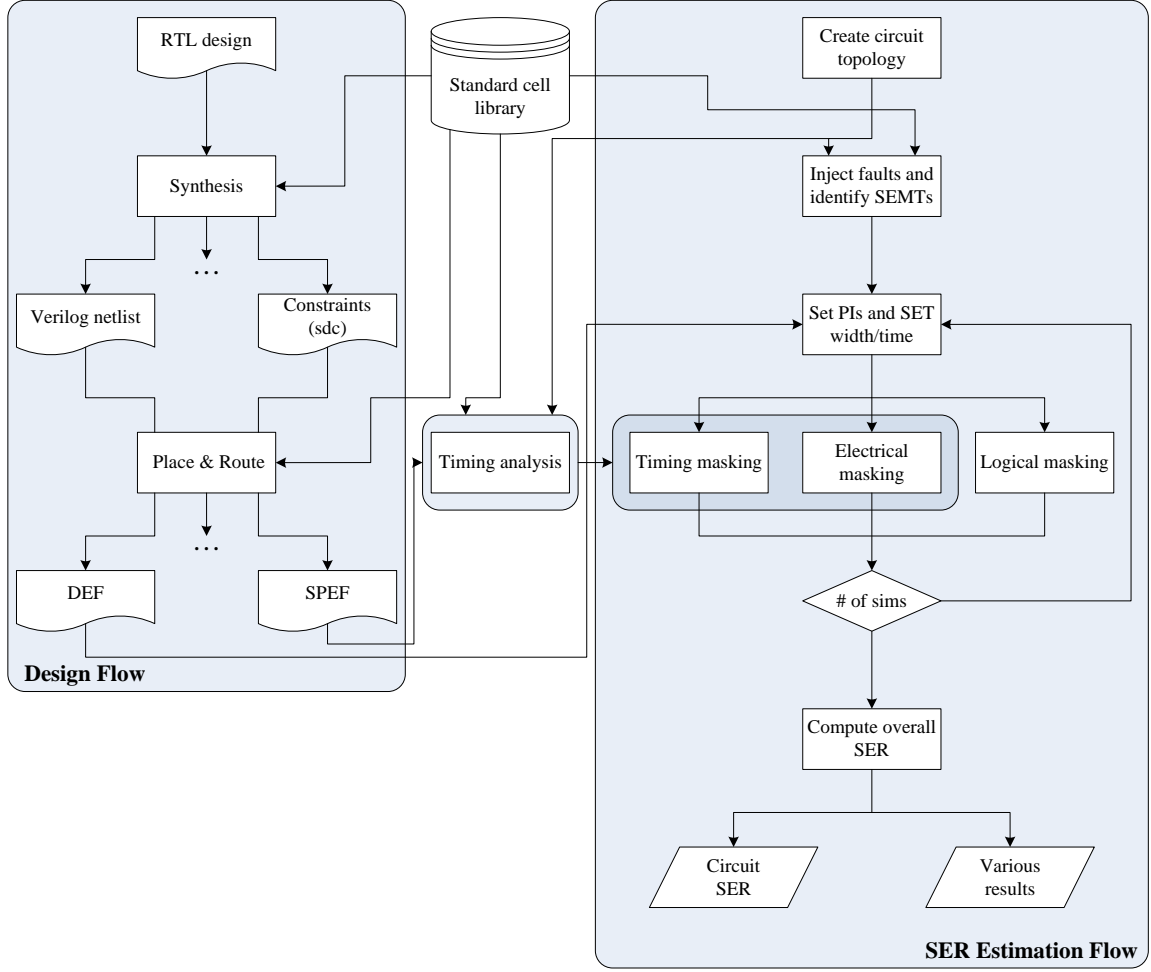 RTL design
Standard cell
library
Create circuit
topology
Synthesis
Inject faults and
identify SEMTs
...
Verilog netlist
Constraints
(sdc)
Set PIs and SET
width/time
Place & Route
Timing analysis
Timing masking
Electrical
masking
Logical masking
...
DEF
SPEF
# of sims
Design Flow
Compute overall
SER
Circuit
SER
Various
results
SER Estimation Flow